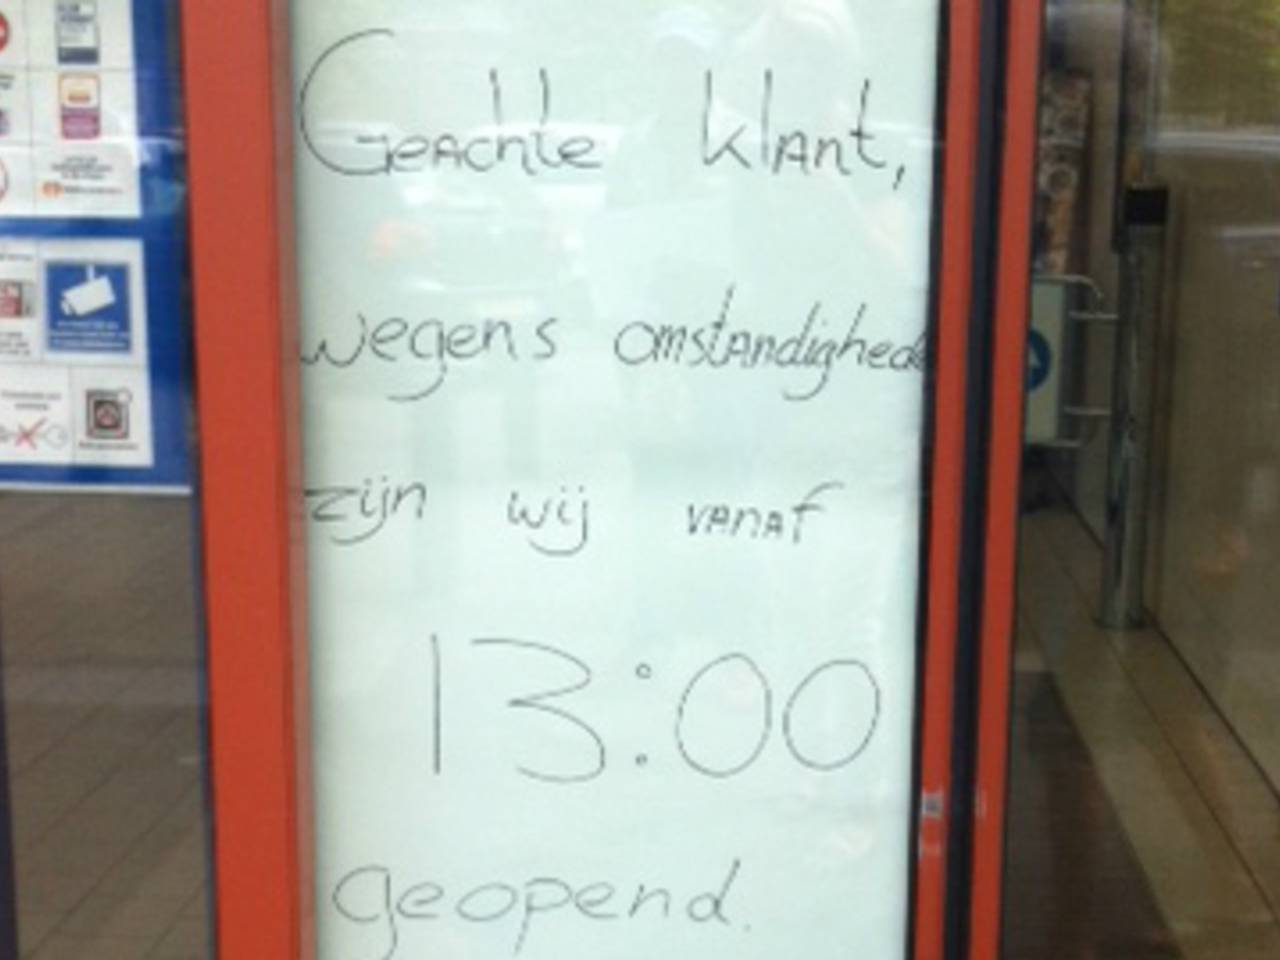 Geachte klant,
wegens omstandighede
zijn wij vanaf
13:00
geopend.